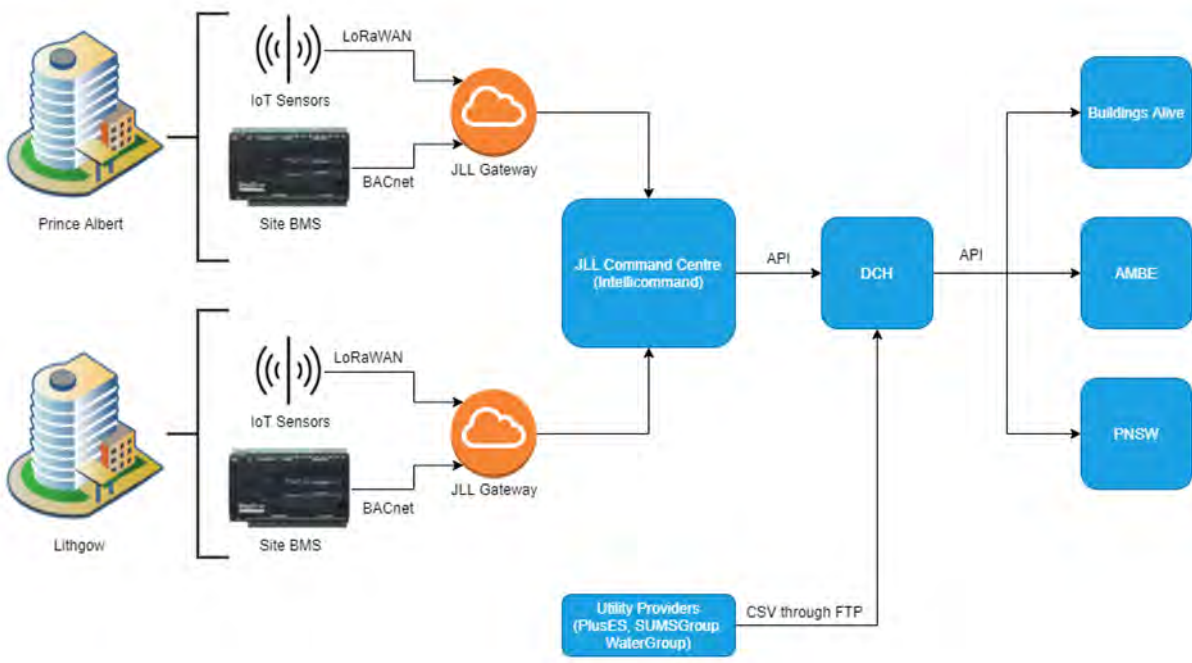 LoRaWAN
IoT Sensors
BACnet
JLL Gateway
Site BMS
Prince Albert
LoRaWAN
IoT Sensors
BACnet
JLL Gateway
Site BMS
Lithgow
JLL Command Centre
(Intellicommand)
API
DCH
API
Buildings Alive
AMBE
PNSW
Utility Providers
(PlusES, SUMSGroup
WaterGroup)
CSV through FTP